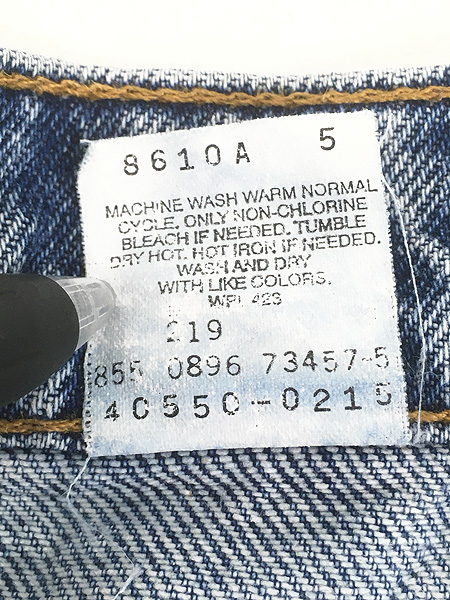 8610A 5
MACHINE WASH WARM NORMAL
CYCLE. ONLY NON-CHLORINE
BLEACH IF NEEDED. TUMBLE
DRY HOT. HOT IRON IF NEEDED.
WASH AND DRY
WITH LIKE COLORS.
WPL 423
219
855 0896 73457-5
40550-0215